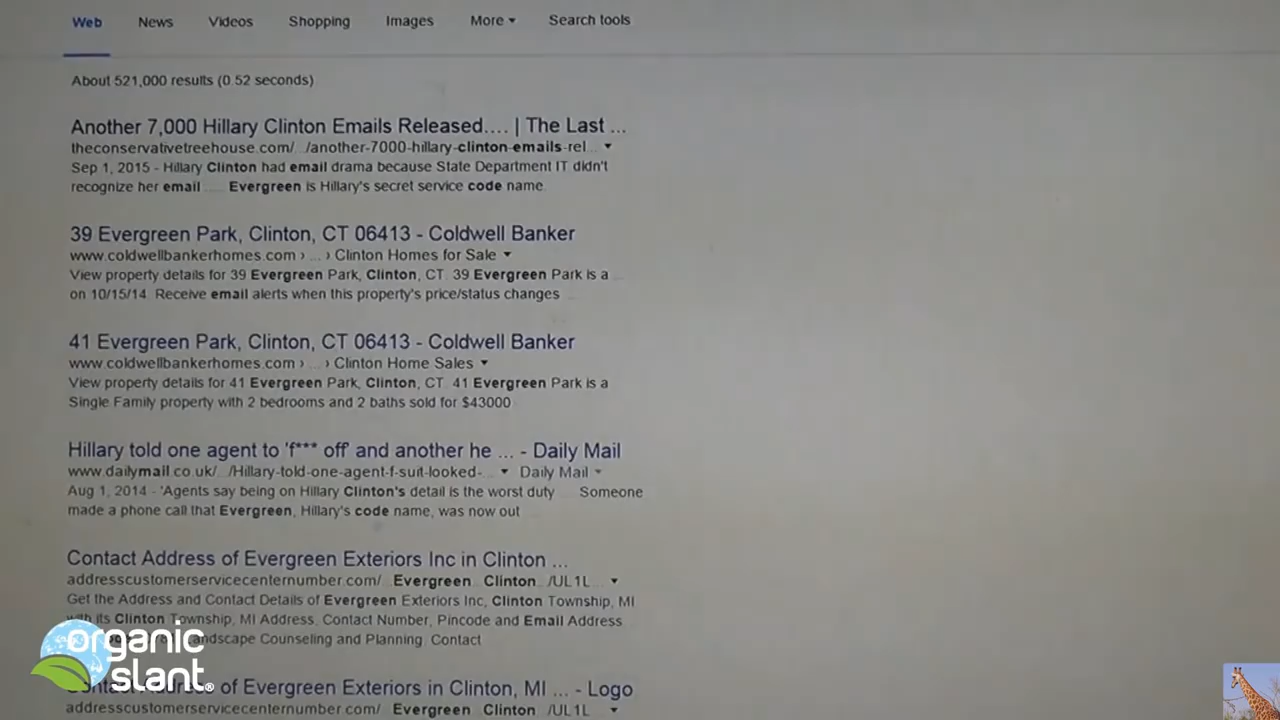 Web News Videos Shopping Images More Search tools
About 521,000 results (0.52 seconds)
Another 7,000 Hillary Clinton Emails Released.... | The Last ...
theconservativetreehouse.com/.../another-7000-hillary-clinton-emails-rel...
Sep 1, 2015 - Hillary Clinton had email drama because State Department IT didn't
recognize her email ..... Evergreen is Hillary's secret service code name.
39 Evergreen Park, Clinton, CT 06413 - Coldwell Banker
www.coldwellbankerhomes.com › ... › Clinton Homes for Sale
View property details for 39 Evergreen Park, Clinton, CT. 39 Evergreen Park is a ...
on 10/15/14. Receive email alerts when this property's price/status changes
41 Evergreen Park, Clinton, CT 06413 - Coldwell Banker
www.coldwellbankerhomes.com › ... › Clinton Home Sales
View property details for 41 Evergreen Park, Clinton, CT. 41 Evergreen Park is a
Single Family property with 2 bedrooms and 2 baths sold for $43000
Hillary told one agent to 'f*** off' and another he ... - Daily Mail
www.dailymail.co.uk/.../Hillary-told-one-agent-f-suit-looked-... Daily Mail
Aug 1, 2014 - 'Agents say being on Hillary Clinton's detail is the worst duty ... Someone
made a phone call that Evergreen, Hillary's code name, was now out
Contact Address of Evergreen Exteriors Inc in Clinton ...
addresscustomerservicecenternumber.com/...Evergreen...Clinton.../UL1L...
Get the Address and Contact Details of Evergreen Exteriors Inc, Clinton Township, MI
with its Clinton Township, MI Address. Contact Number, Pincode and Email Address
Landscape Counseling and Planning. Contact
organic
slant®
Contact Address of Evergreen Exteriors in Clinton, MI ... - Logo
addresscustomerservicecenternumber.com/...Evergreen...Clinton.../UL1L...